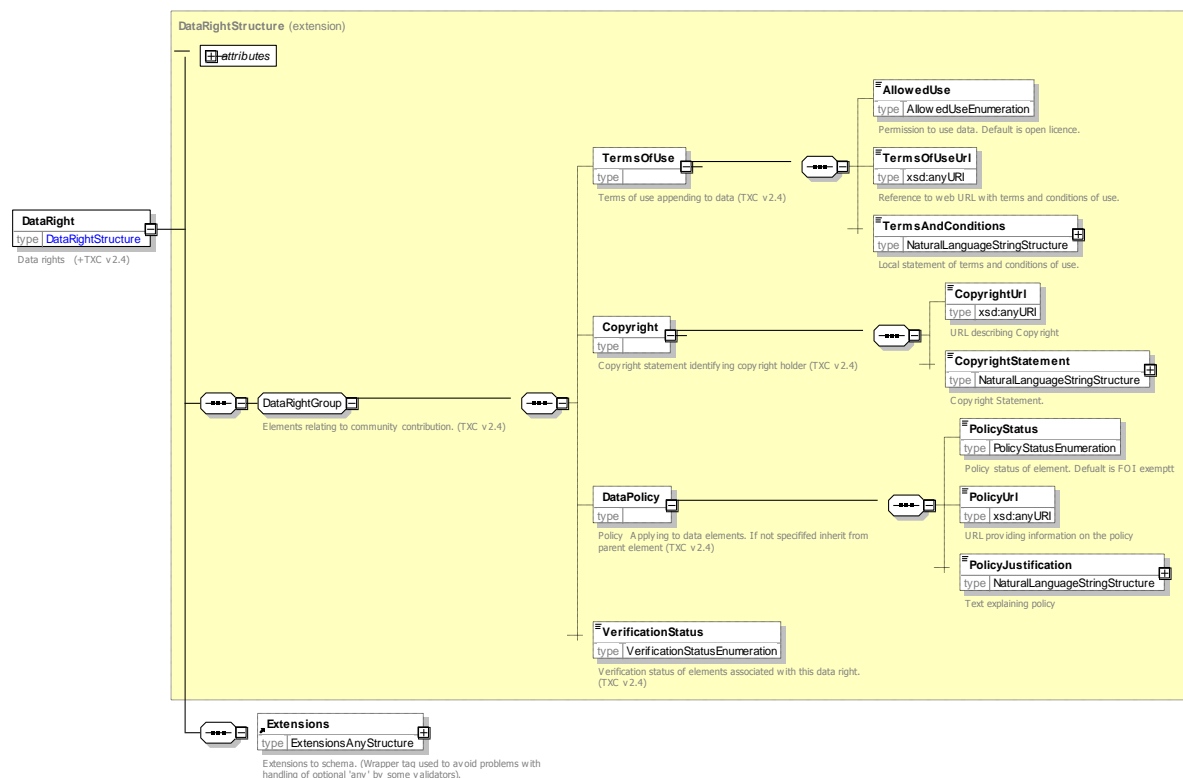 DataRightStructure (extension)
attributes
AllowedUse
type AllowedUseEnumeration
Permission to use data. Default is open licence.
TermsOfUse
type
Terms of use appending to data (TXC v2.4)
TermsOfUseUrl
type xsd:anyURI
Reference to web URL with terms and conditions of use.
TermsAndConditions
type NaturalLanguageStringStructure
Local statement of terms and conditions of use.
DataRight
type DataRightStructure
Data rights (+TXC v2.4)
CopyrightUrl
type xsd:anyURI
URL describing Copyright
Copyright
type
Copyright statement identifying copyright holder (TXC v2.4)
CopyrightStatement
type NaturalLanguageStringStructure
Copyright Statement.
DataRightGroup
Elements relating to community contribution. (TXC v2.4)
PolicyStatus
type PolicyStatusEnumeration
Policy status of element. Defualt is FOI exemptt
DataPolicy
type
Policy Applying to data elements. If not specififed inherit from
parent element (TXC v2.4)
PolicyUrl
type xsd:anyURI
URL providing information on the policy
PolicyJustification
type NaturalLanguageStringStructure
Text explaining policy
VerificationStatus
type VerificationStatusEnumeration
Verification status of elements associated with this data right.
(TXC v2.4)
Extensions
type ExtensionsAnyStructure
Extensions to schema. (Wrapper tag used to avoid problems with
handling of optional 'any' by some validators).